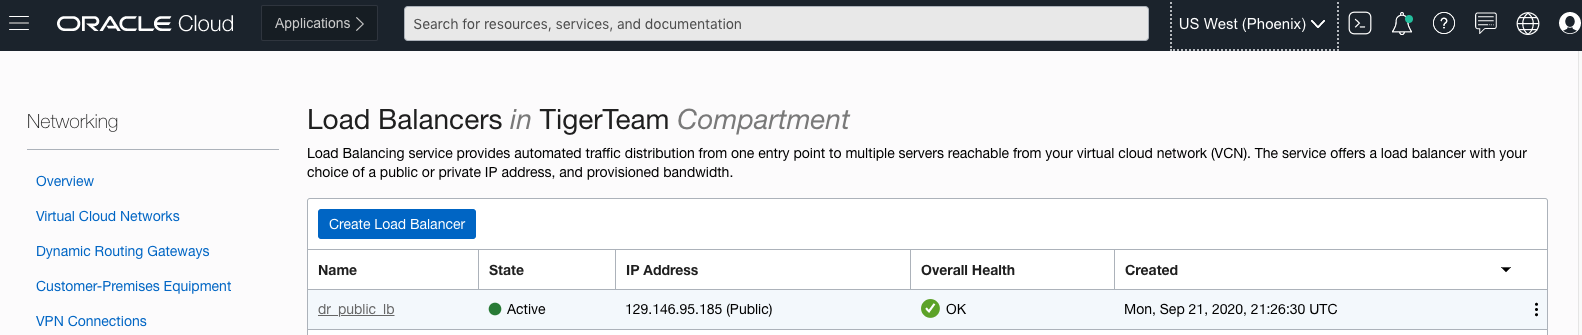 ORACLE Cloud Applications Search for resources, services, and documentation US West (Phoenix)
Networking
Overview
Virtual Cloud Networks
Dynamic Routing Gateways
Customer-Premises Equipment
VPN Connections
Load Balancers in TigerTeam Compartment
Load Balancing service provides automated traffic distribution from one entry point to multiple servers reachable from your virtual cloud network (VCN). The service offers a load balancer with your
choice of a public or private IP address, and provisioned bandwidth.
Create Load Balancer
Name State IP Address Overall Health Created
dr_public_lb Active 129.146.95.185 (Public) OK Mon, Sep 21, 2020, 21:26:30 UTC